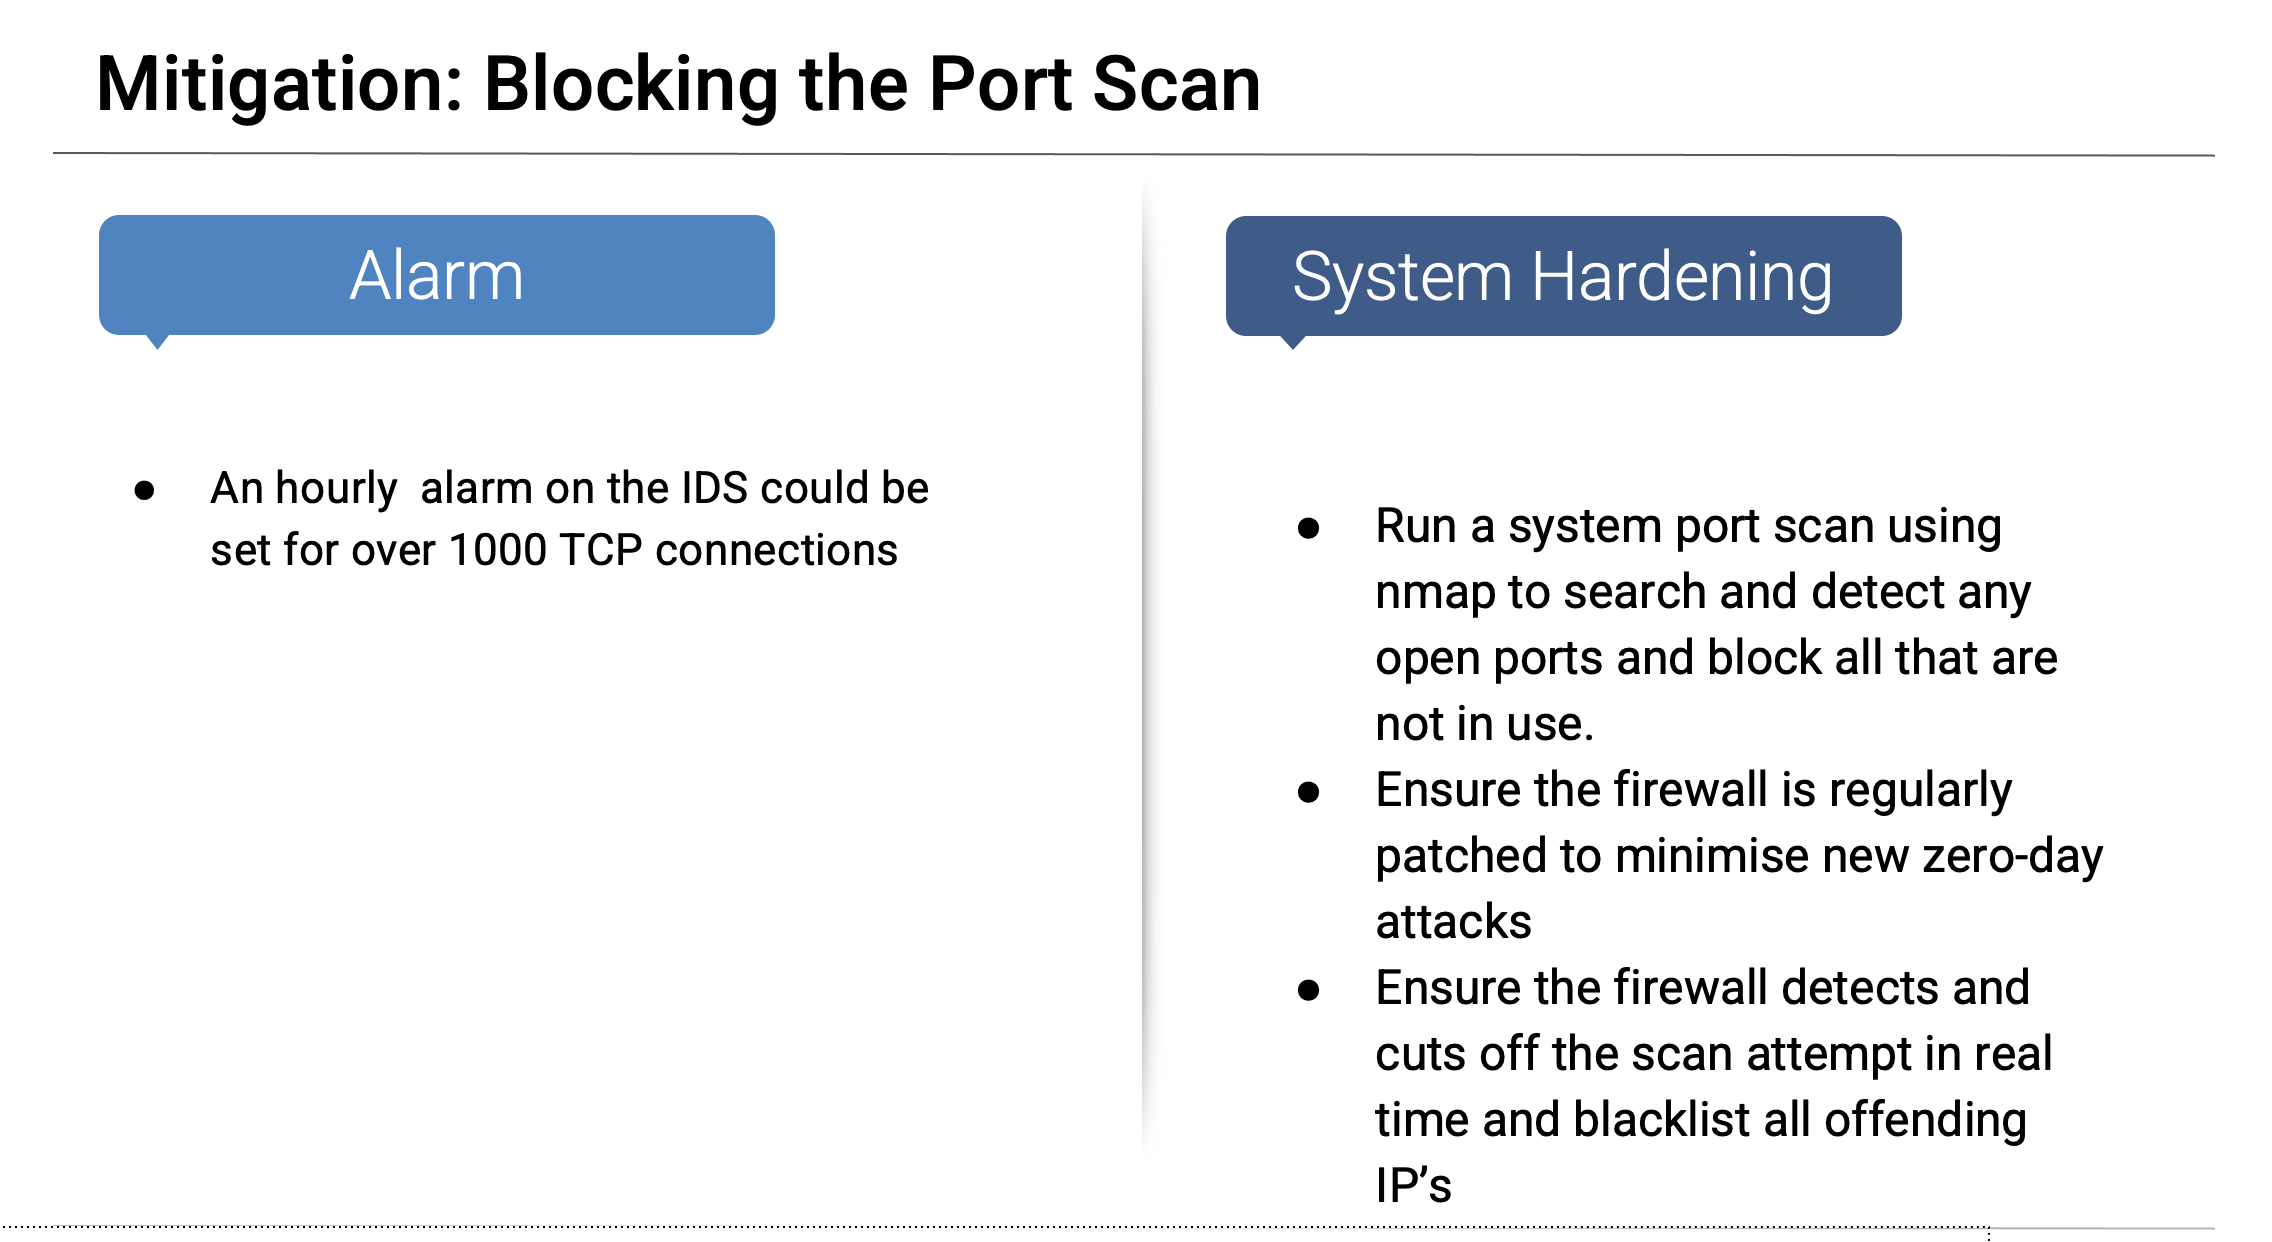 Mitigation: Blocking the Port Scan
Alarm
An hourly  alarm on the IDS could be
set for over 1000 TCP connections
System Hardening
Run a system port scan using
nmap to search and detect any
open ports and block all that are
not in use.
Ensure the firewall is regularly
patched to minimise new zero-day
attacks
Ensure the firewall detects and
cuts off the scan attempt in real
time and blacklist all offending
IP’s